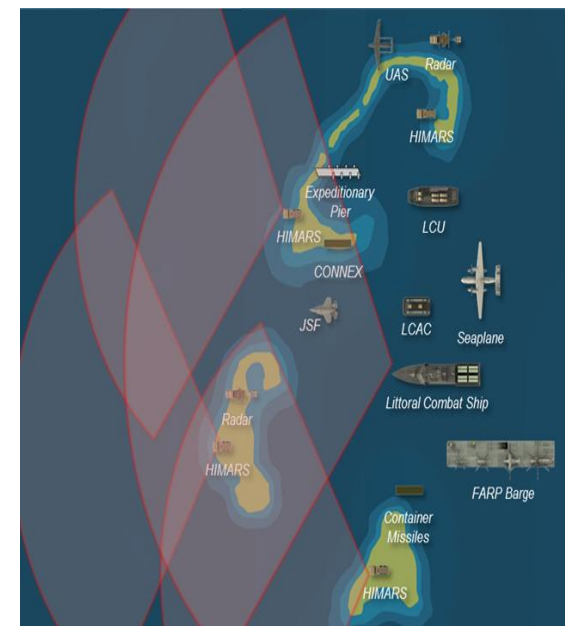 UAS
Radar
HIMARS
Expeditionary
Pier
LCU
HIMARS
CONNEX
JSF
LCAC
Seaplane
Littoral Combat Ship
Radar
HIMARS
FARP Barge
Container
Missiles
HIMARS